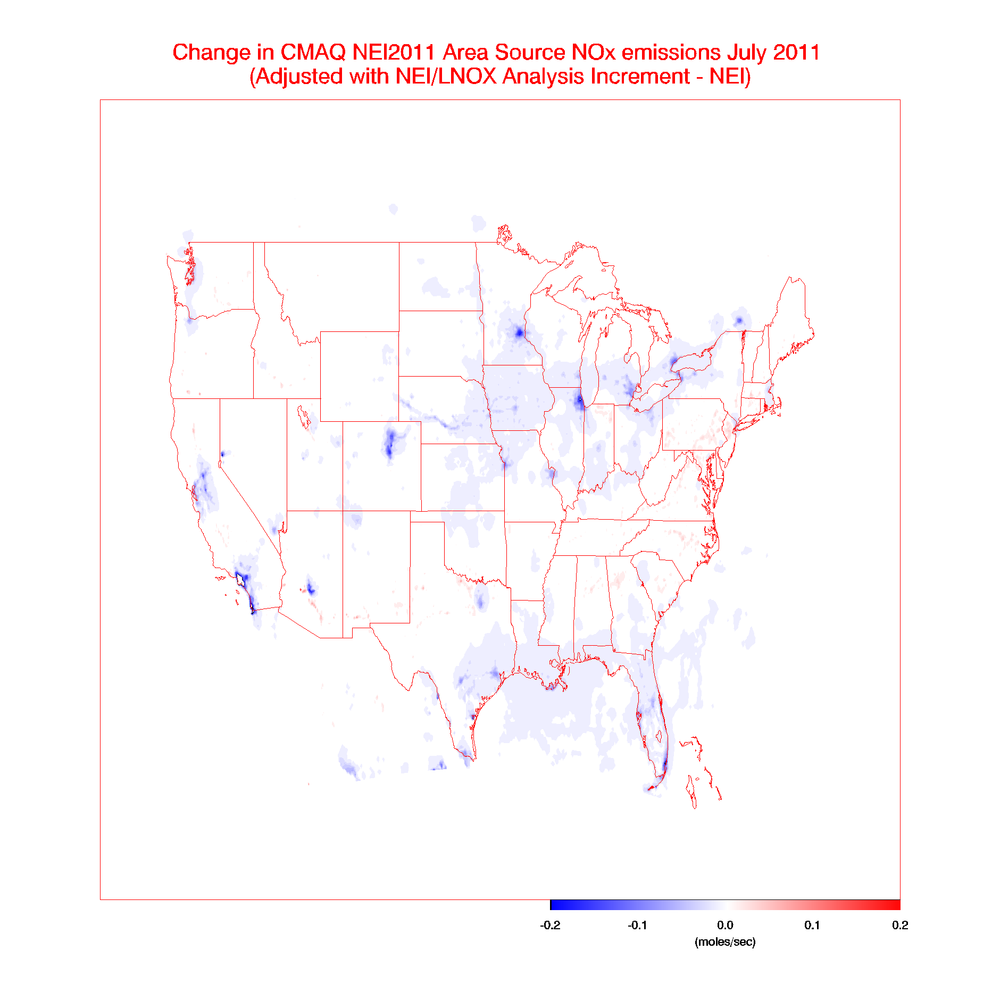 Change in CMAQ NEI2011 Area Source NOx emissions July 2011
(Adjusted with NEI/LNOX Analysis Increment - NEI)
-0.2 -0.1 0.0 0.1 0.2
(moles/sec)